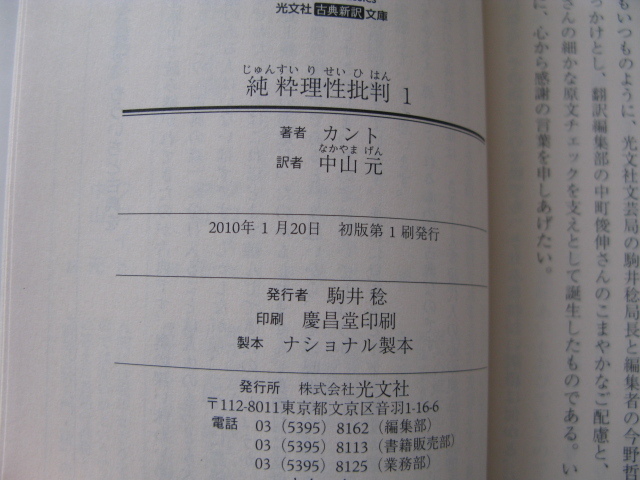 光文社古典新訳文庫
じゅんすい り せい ひ はん
純粋理性批判 1
著者 カント
なかやま げん
訳者 中山 元
2010年1月20日 初版第1刷発行
発行者 駒井 稔
印刷 慶昌堂印刷
製本 ナショナル製本
発行所 株式会社光文社
〒112-8011東京都文京区音羽1-16-6
電話 03(5395)8162(編集部)
03(5395)8113(書籍販売部)
03(5395)8125(業務部)
もいつものように、光文社文芸局の駒井稔局長と編集者の今野哲
っかけとし、翻訳編集部の中町俊伸さんのこまやかなご配慮と、
さんの細かな原文チェックを支えとして誕生したものである。い
に、心から感謝の言葉を申しあげたい。